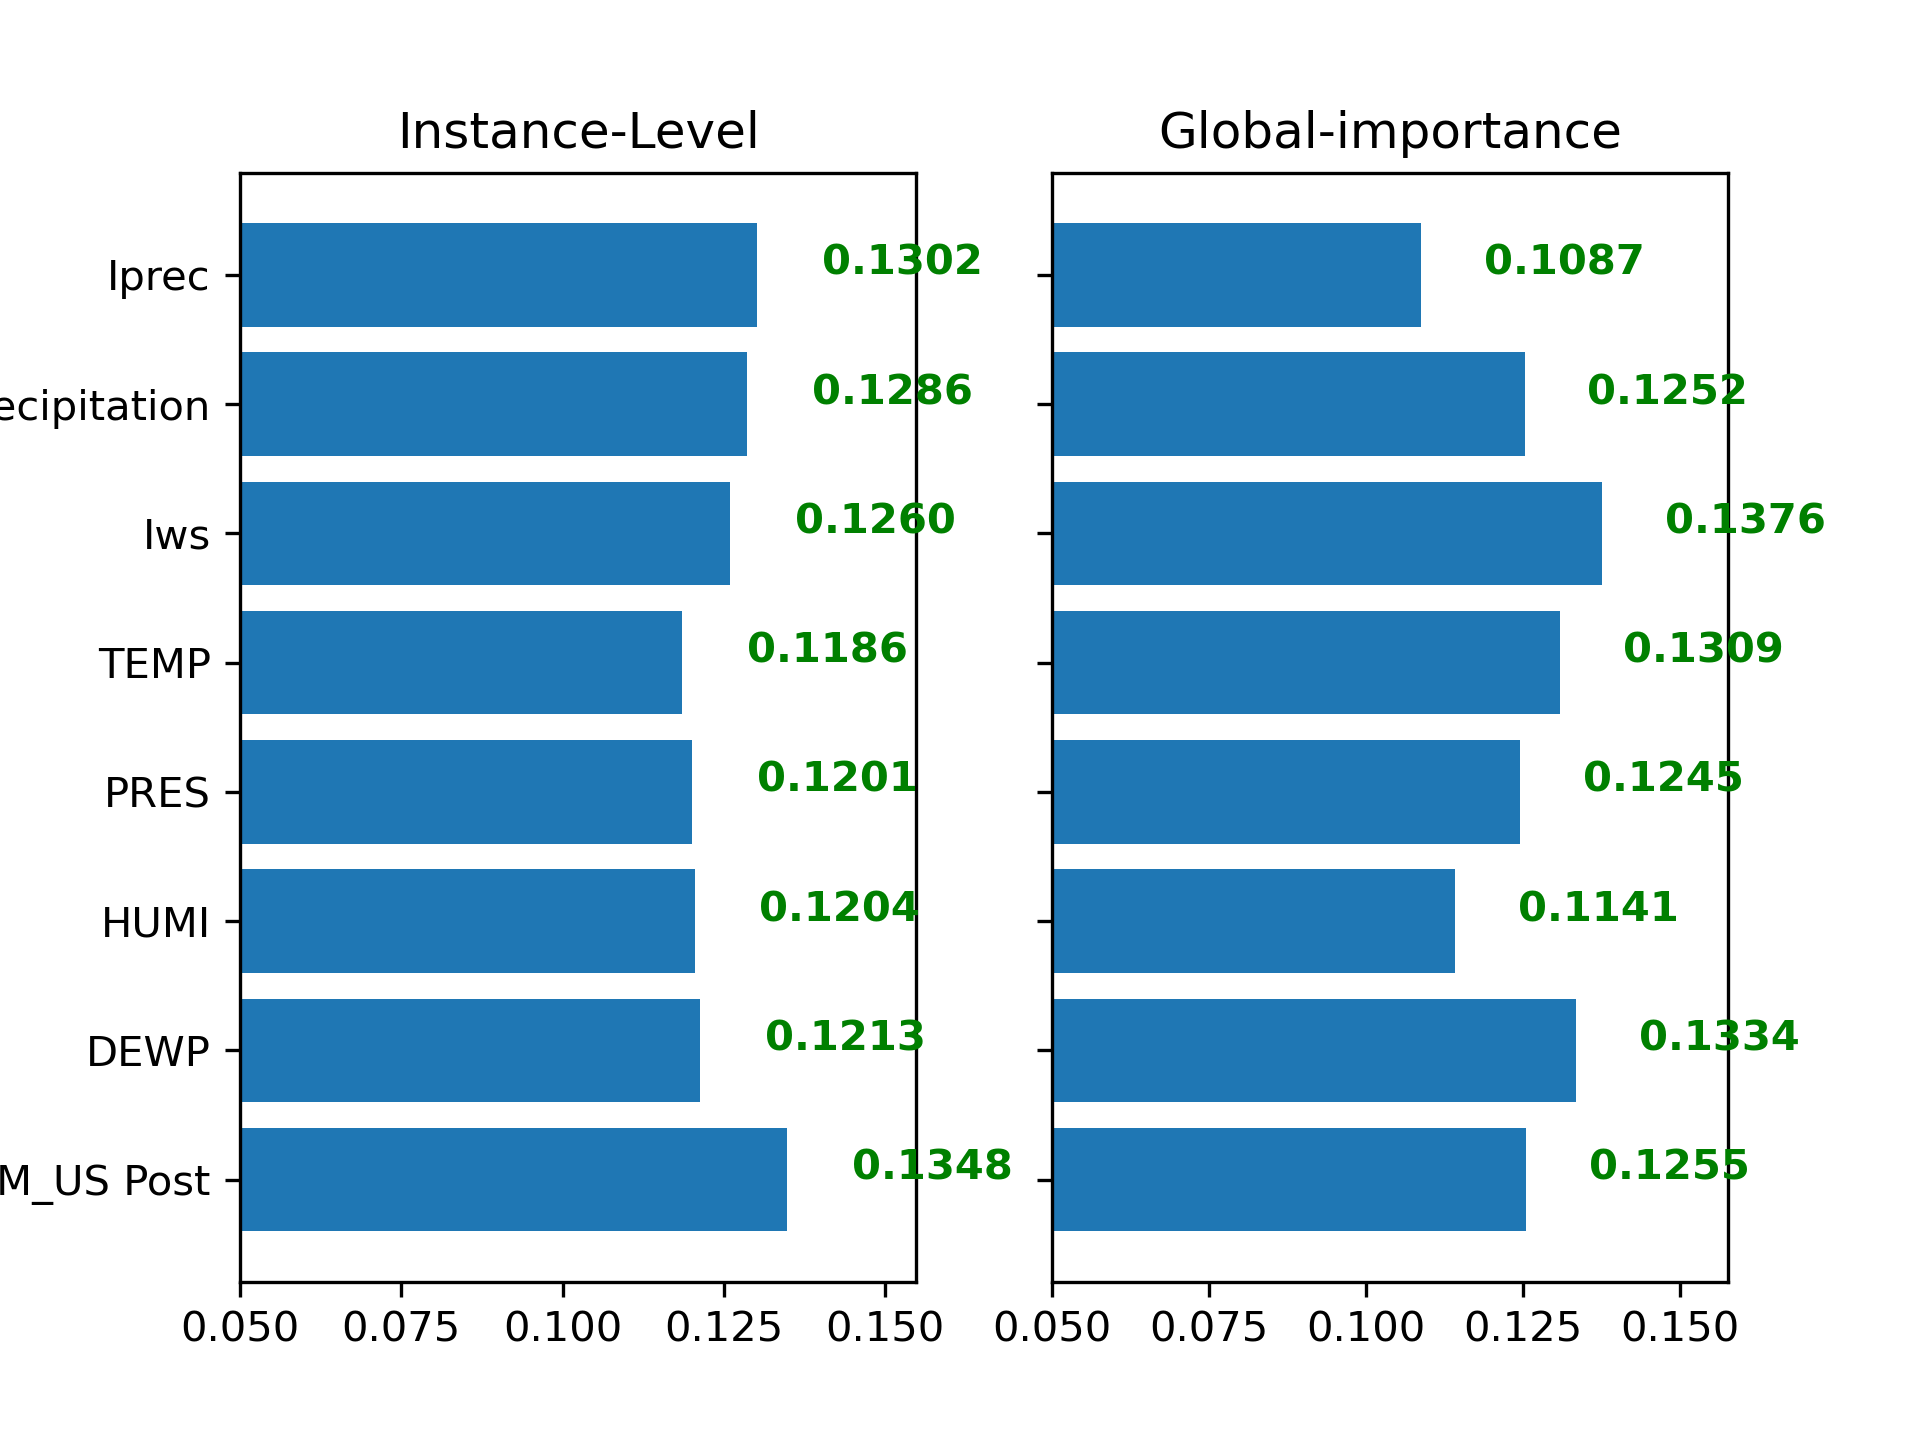 Instance-Level Global-importance
Iprec 0.1302 0.1087
ecipitation 0.1286 0.1252
Iws 0.1260 0.1376
TEMP 0.1186 0.1309
PRES 0.1201 0.1245
HUMI 0.1204 0.1141
DEWP 0.1213 0.1334
M_US Post 0.1348 0.1255
0.050 0.075 0.100 0.125 0.150 0.050 0.075 0.100 0.125 0.150